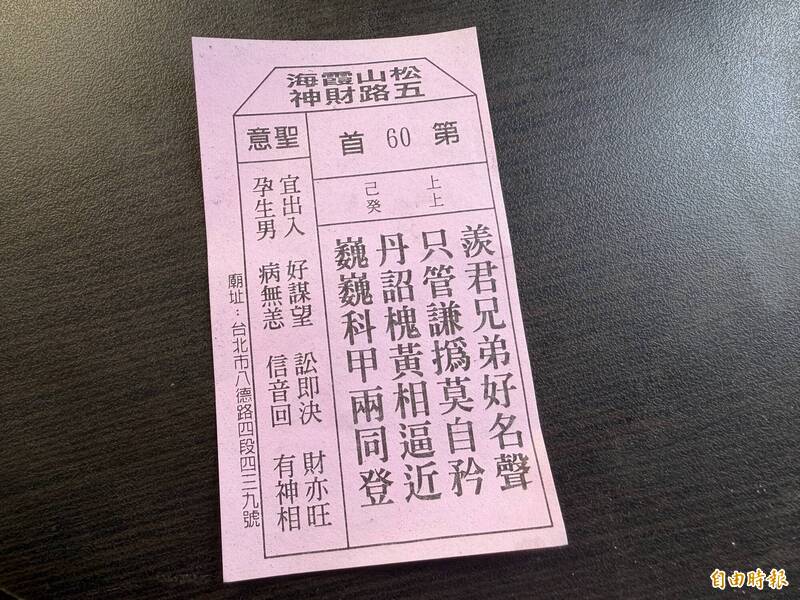 松山霞海
五路財神
第60首
上上
己癸
羨君兄弟好名聲
只管謙撝莫自矜
丹詔槐黃相逼近
巍巍科甲兩同登
聖意
宜出入 好謀望 訟即決 財亦旺
孕生男 病無恙 信音回 有神相
廟址：台北市八德路四段四三九號
自由時報